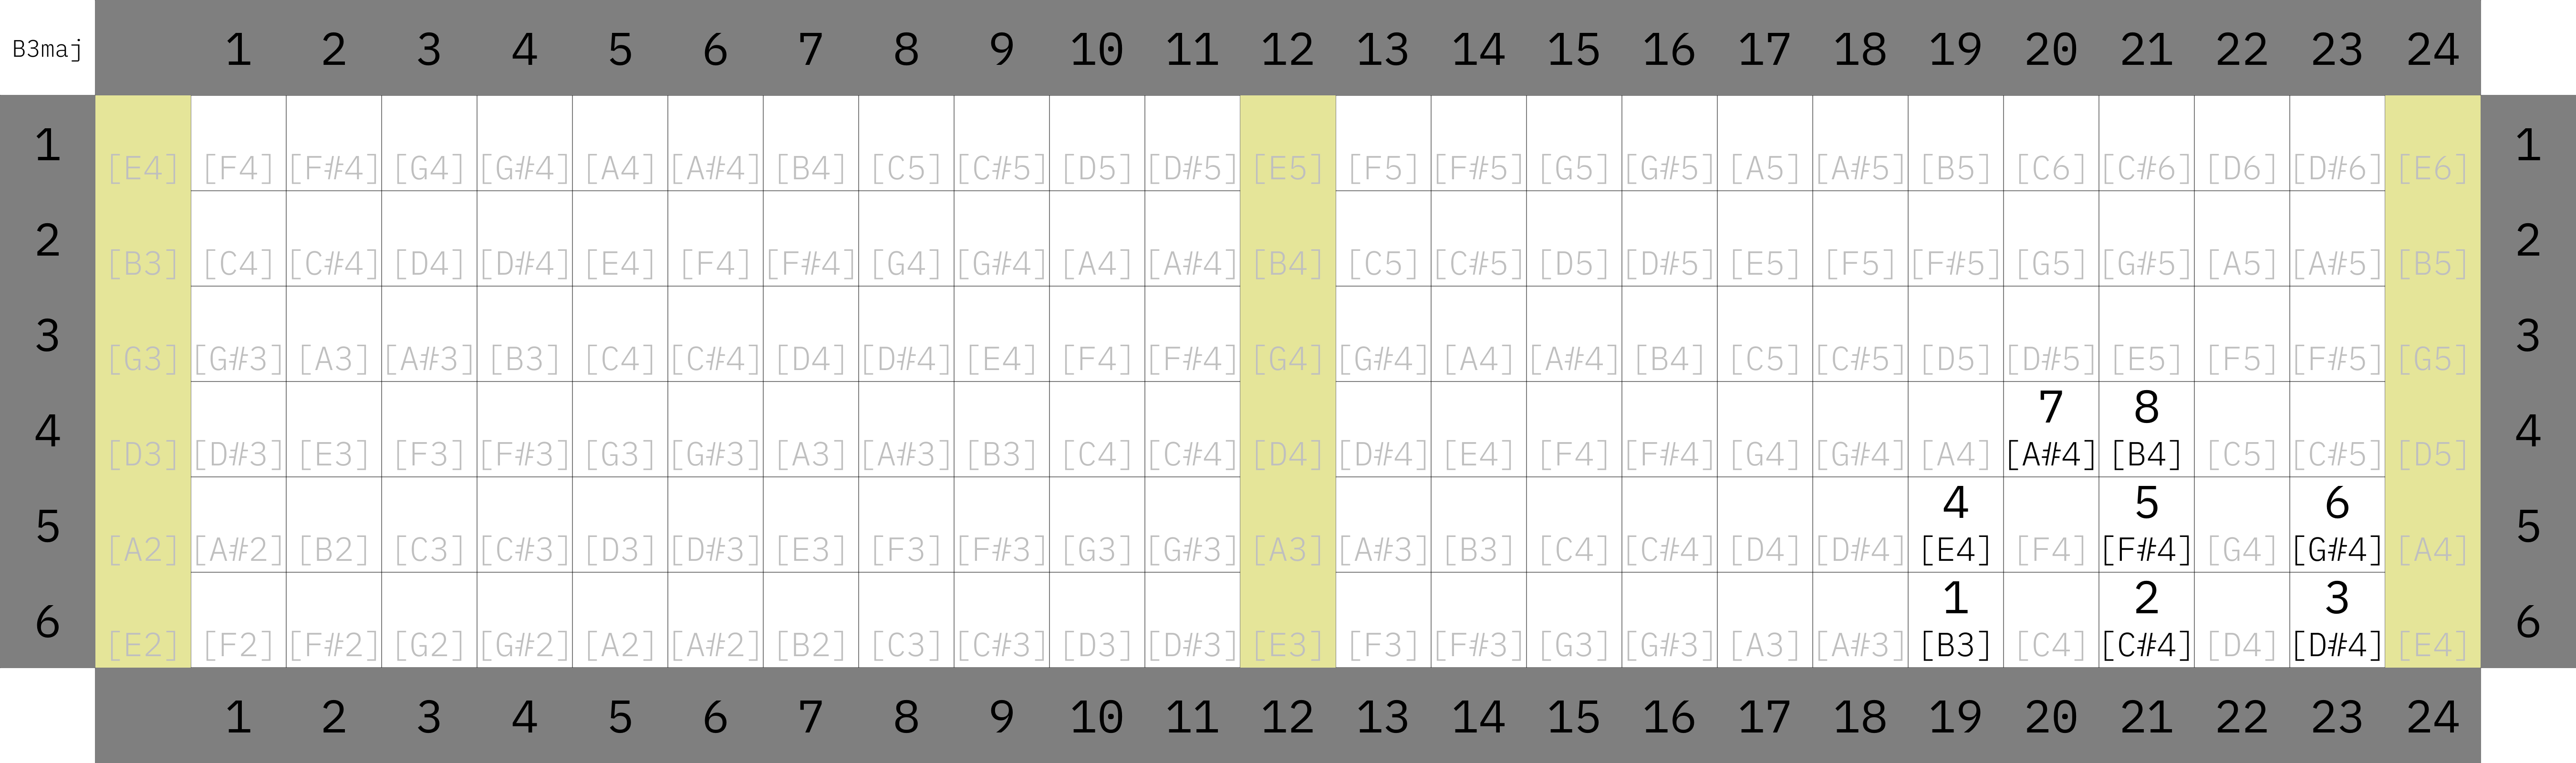 B3maj 1 2 3 4 5 6 7 8 9 10 11 12 13 14 15 16 17 18 19 20 21 22 23 24
1 [E4] [F4] [F#4] [G4] [G#4] [A4] [A#4] [B4] [C5] [C#5] [D5] [D#5] [E5] [F5] [F#5] [G5] [G#5] [A5] [A#5] [B5] [C6] [C#6] [D6] [D#6] [E6] 1
2 [B3] [C4] [C#4] [D4] [D#4] [E4] [F4] [F#4] [G4] [G#4] [A4] [A#4] [B4] [C5] [C#5] [D5] [D#5] [E5] [F5] [F#5] [G5] [G#5] [A5] [A#5] [B5] 2
3 [G3] [G#3] [A3] [A#3] [B3] [C4] [C#4] [D4] [D#4] [E4] [F4] [F#4] [G4] [G#4] [A4] [A#4] [B4] [C5] [C#5] [D5] [D#5] [E5] [F5] [F#5] [G5] 3
7 8
4 [D3] [D#3] [E3] [F3] [F#3] [G3] [G#3] [A3] [A#3] [B3] [C4] [C#4] [D4] [D#4] [E4] [F4] [F#4] [G4] [G#4] [A4] [A#4] [B4] [C5] [C#5] [D5] 4
4 5 6
5 [A2] [A#2] [B2] [C3] [C#3] [D3] [D#3] [E3] [F3] [F#3] [G3] [G#3] [A3] [A#3] [B3] [C4] [C#4] [D4] [D#4] [E4] [F4] [F#4] [G4] [G#4] [A4] 5
1 2 3
6 [E2] [F2] [F#2] [G2] [G#2] [A2] [A#2] [B2] [C3] [C#3] [D3] [D#3] [E3] [F3] [F#3] [G3] [G#3] [A3] [A#3] [B3] [C4] [C#4] [D4] [D#4] [E4] 6
1 2 3 4 5 6 7 8 9 10 11 12 13 14 15 16 17 18 19 20 21 22 23 24